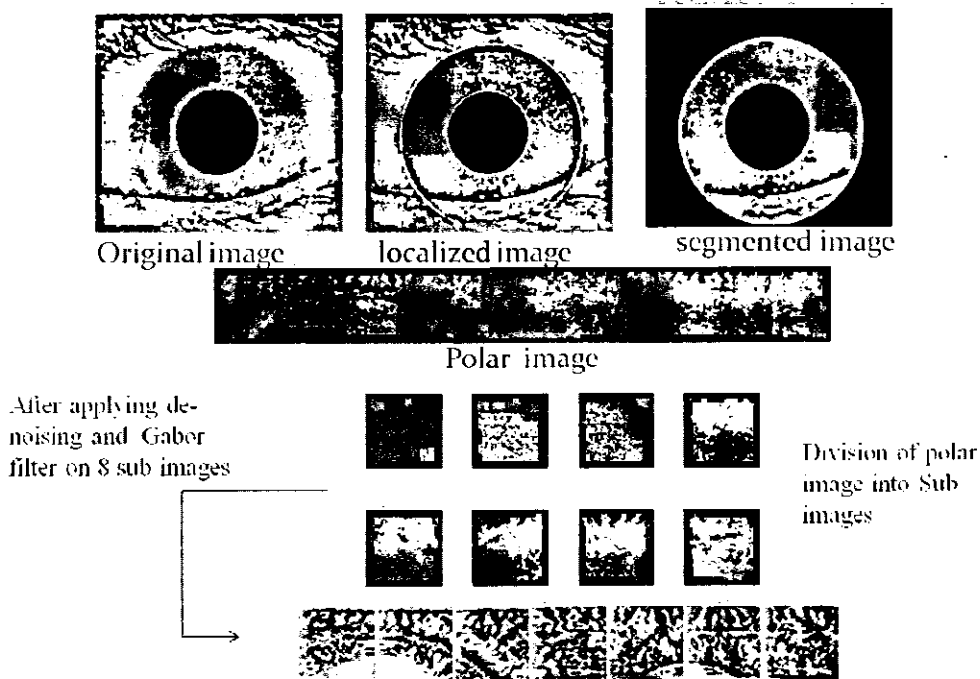 Original image
localized image
segmented image
Polar image
After applying de-
noising and Gabor
filter on 8 sub images
Division of polar
image into Sub
images